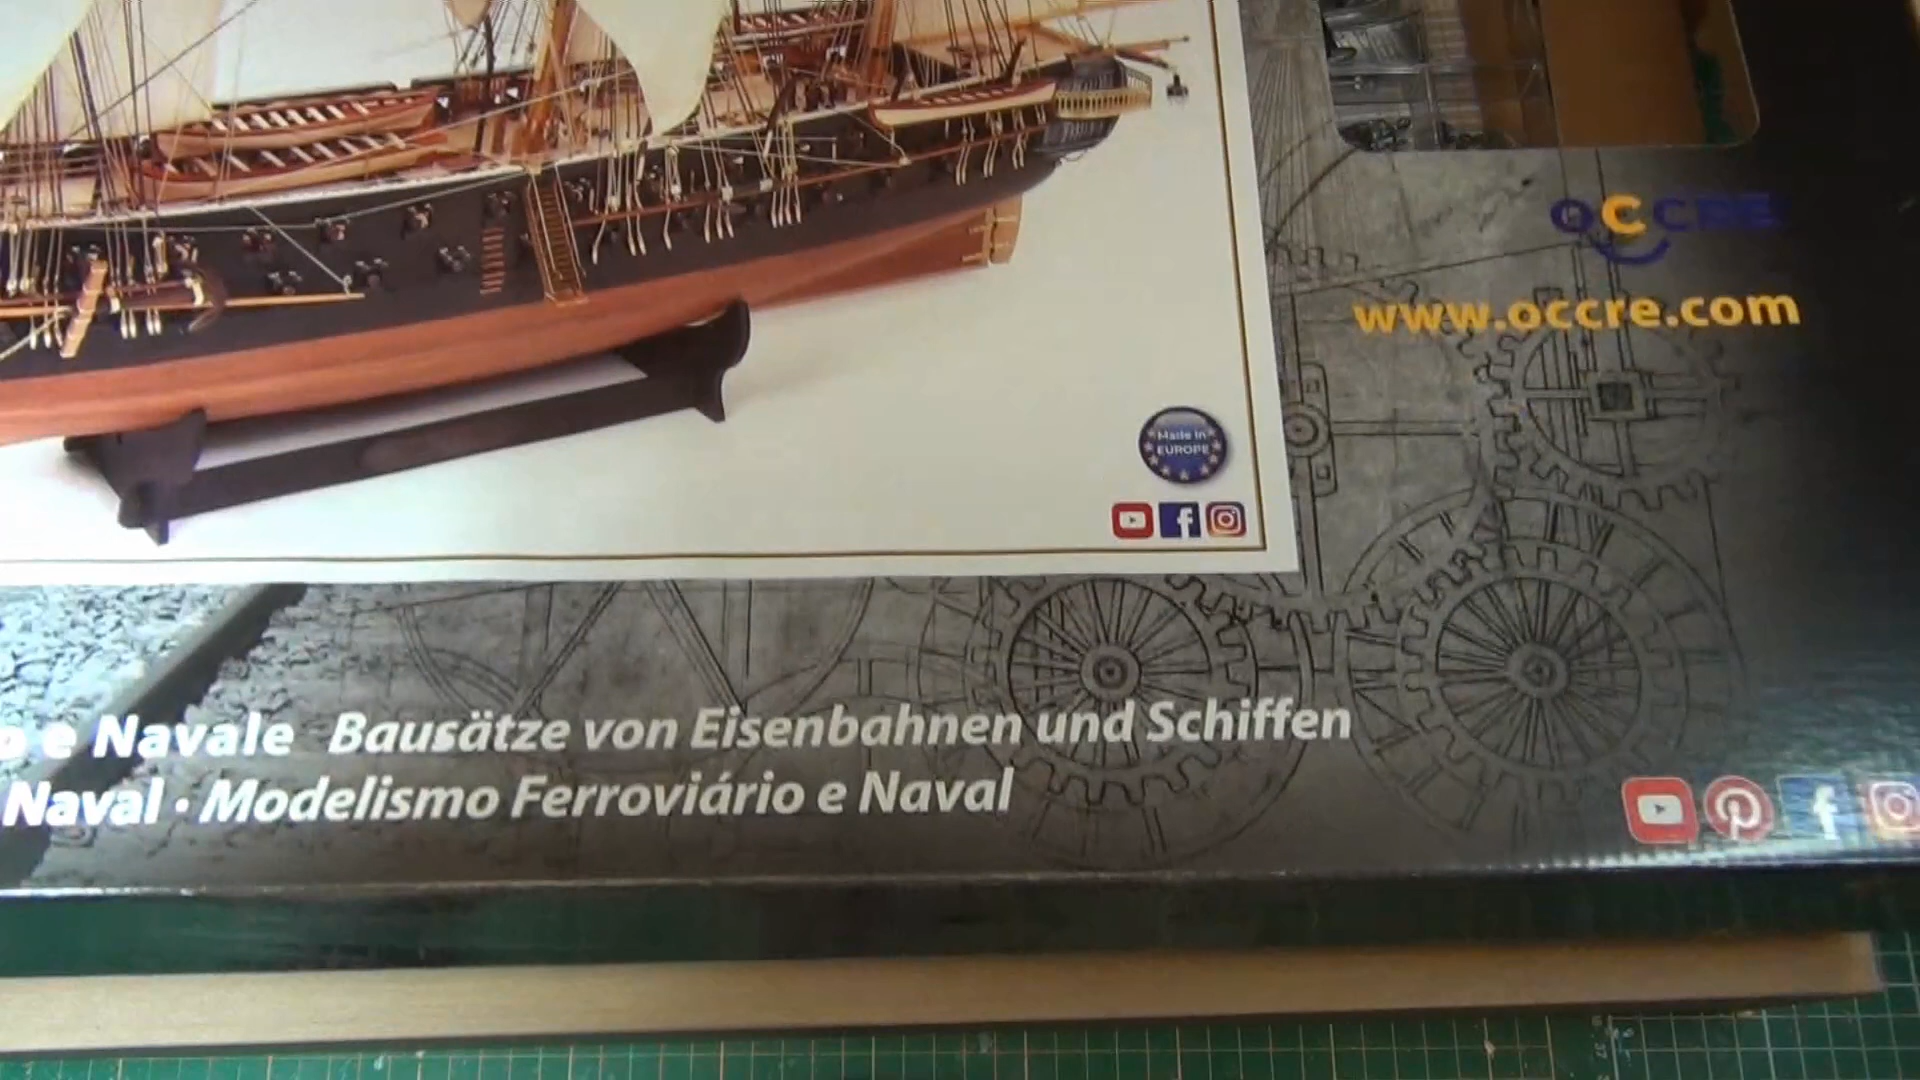 OCCRE
www.occre.com
Made in
EUROPE
e Navale Bausätze von Eisenbahnen und Schiffen
Naval · Modelismo Ferroviário e Naval